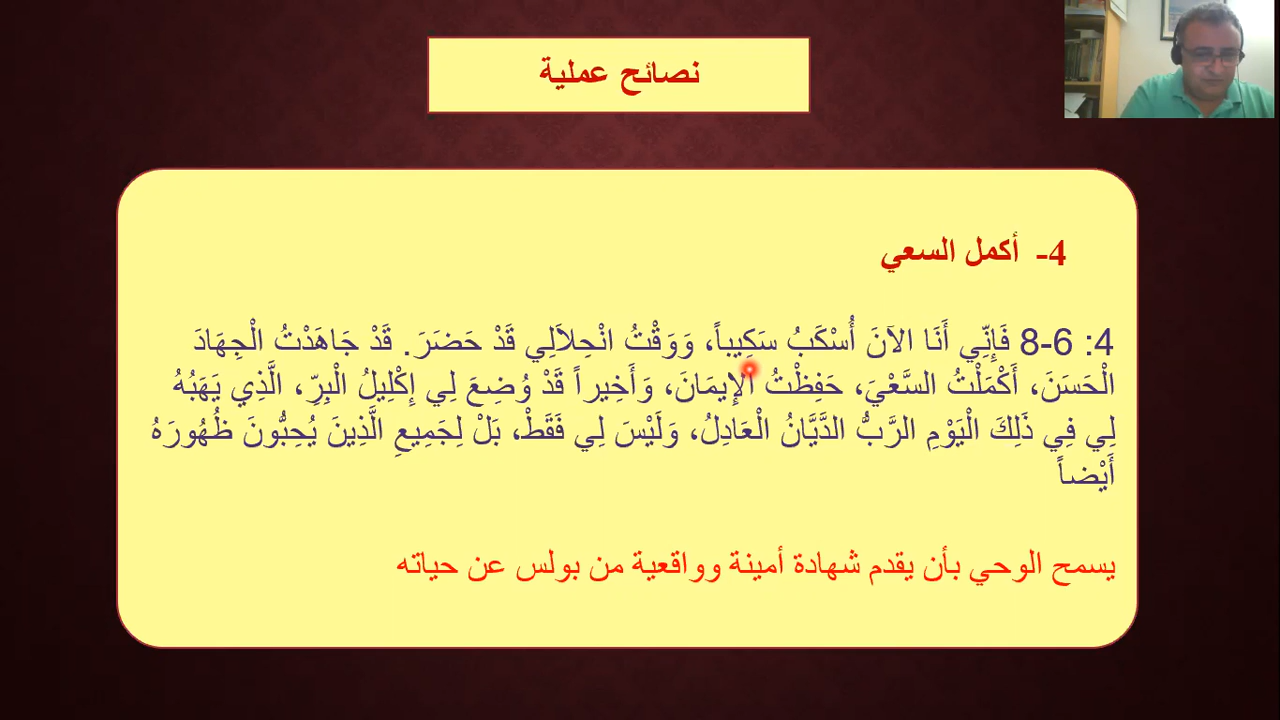 نصائح عملية
4- أكمل السعي
4: 6-8 فَإِنِّي أَنَا الآنَ أُسْكَبُ سَكِيباً، وَوَقْتُ انْحِلاَلِي قَدْ حَضَرَ. قَدْ جَاهَدْتُ الْجِهَادَ
الْحَسَنَ، أَكْمَلْتُ السَّعْيَ، حَفِظْتُ الإِيمَانَ، وَأَخِيراً قَدْ وُضِعَ لِي إِكْلِيلُ الْبِرِّ، الَّذِي يَهَبُهُ
لِي فِي ذَلِكَ الْيَوْمِ الرَّبُّ الدَّيَّانُ الْعَادِلُ، وَلَيْسَ لِي فَقَطْ، بَلْ لِجَمِيعِ الَّذِينَ يُحِبُّونَ ظُهُورَهُ
أَيْضاً
يسمح الوحي بأن يقدم شهادة أمينة وواقعية من بولس عن حياته